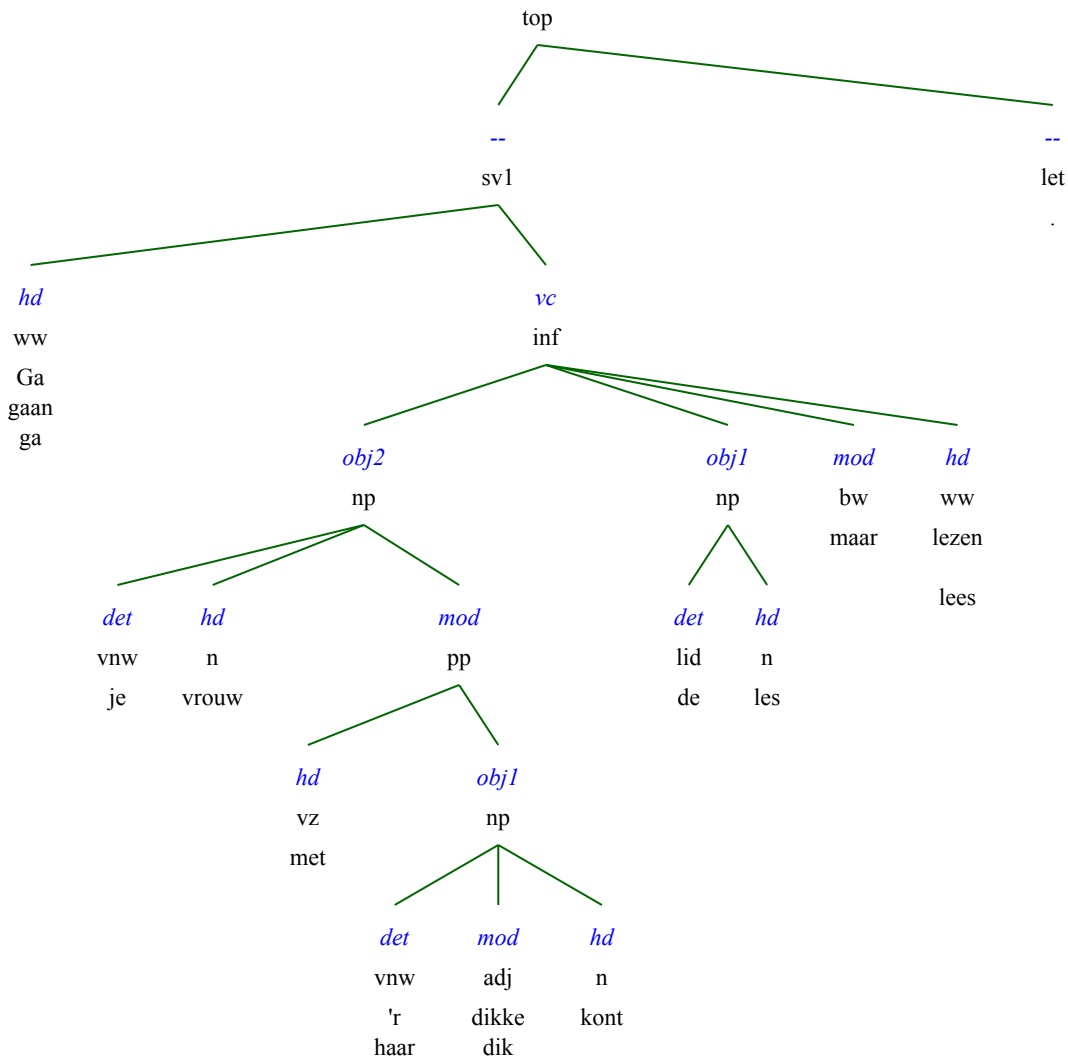 top
-- --
sv1 let
.
hd vc
ww inf
Ga
gaan
ga
obj2 obj1 mod hd
np np bw ww
maar lezen
lees
det hd mod det hd
vnw n pp lid n
je vrouw de les
hd obj1
vz np
met
det mod hd
vnw adj n
'r dikke kont
haar dik